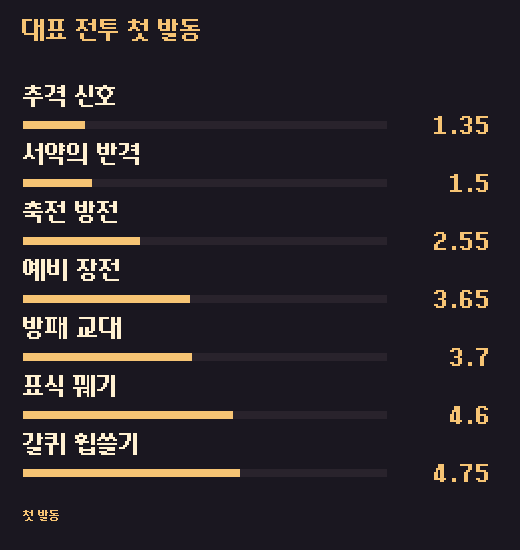 대표 전투 첫 발동
추격 신호
1.35
서약의 반격
1.5
축전 방전
2.55
예비 장전
3.65
방패 교대
3.7
표식 꿰기
4.6
갈퀴 휩쓸기
4.75
첫 발동